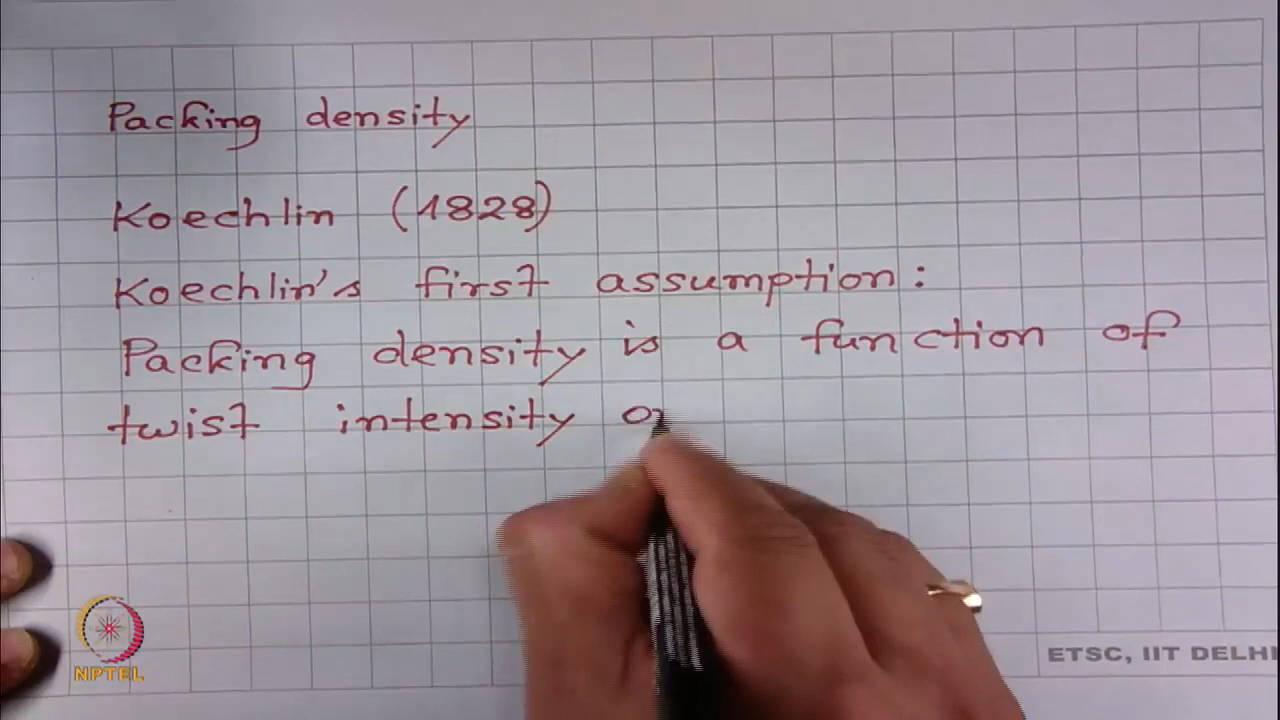 Packing density
Koechlin (1828)
Koechlin's first assumption:
Packing density is a function of
twist intensity
ETSC, IIT DELHI
NPTEL